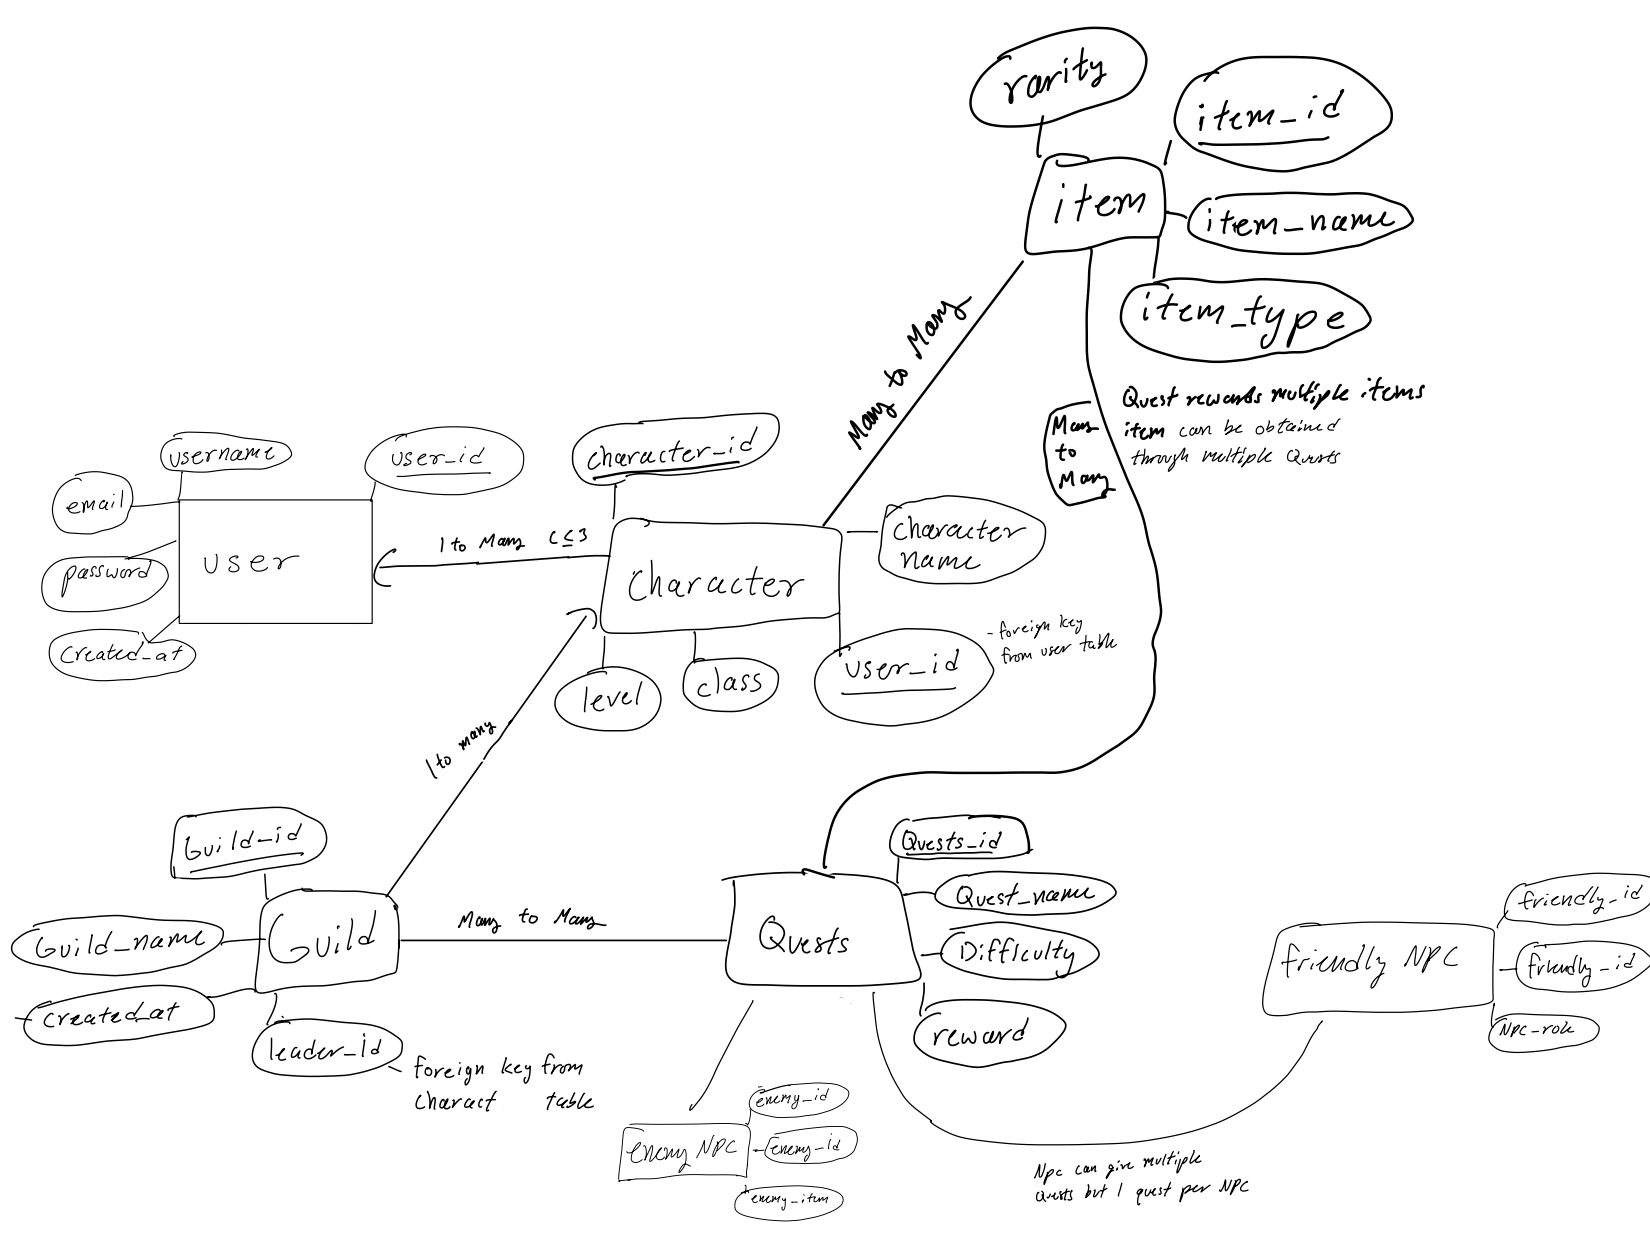 rarity
item_id
item
item_name
item_type
Many to Many
Quest rewards multiple items
item can be obtained
through multiple Quests
Many
to
Many
username
user_id
email
password
created_at
user
1 to Many C≤3
character_id
Character
Character
name
user_id
- foreign key
from user table
level
class
1 to many
Guild_id
Guild_name
Guild
created_at
leader_id
foreign key from
Charact table
Many to Many
Quests
Quests_id
Quest_name
Difficulty
reward
enemy NPC
enemy_id
enemy_id
enemy_item
friendly NPC
friendly_id
friendly_id
NPC-role
Npc can give multiple
Quests but 1 quest per NPC